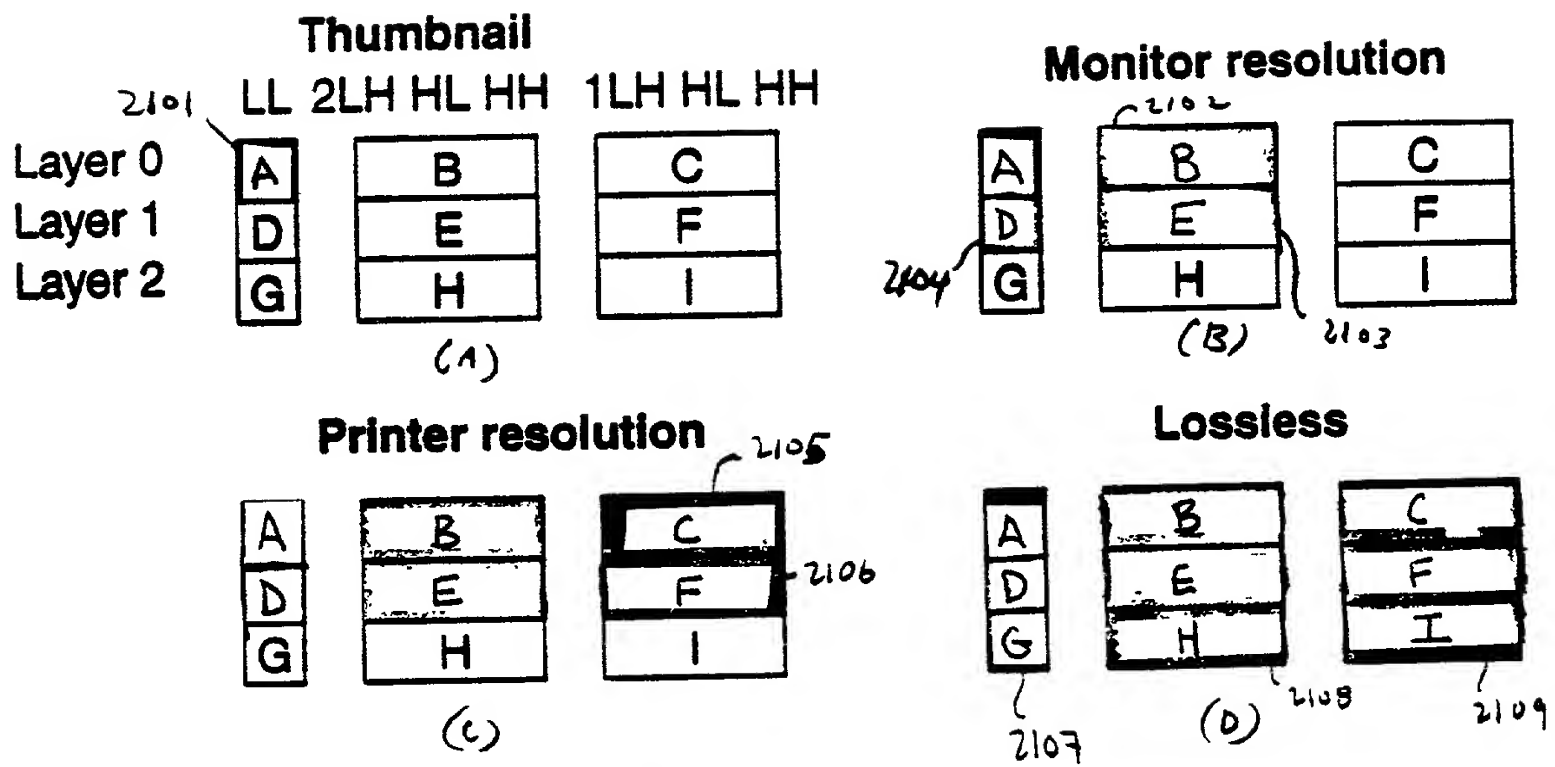 Thumbnail
2101 LL 2LH HL HH 1LH HL HH
Layer 0 A B C
Layer 1 D E F
Layer 2 G H I
(A)
Monitor resolution
2102
A B C
D E F
2104 G H I
(B) 2103
Printer resolution
2105
A B C
D E F 2106
G H I
(C)
Lossless
A B C
D E F
G H I
2107 (D) 2108 2109